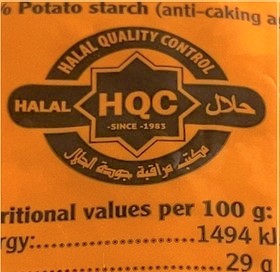 % Potato starch (anti-caking a
HALAL QUALITY CONTROL
HALAL HQC حلال
-SINCE-1983
مكتب مراقبة جودة الحلال
ritional values per 100 g:
rgy:..............1494 kJ
..............29 g